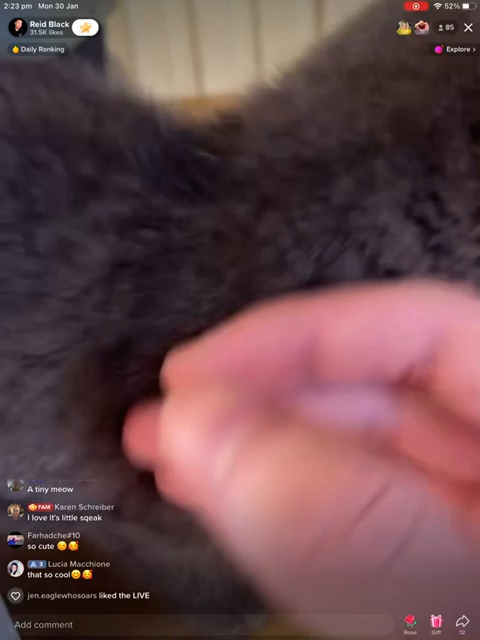 2:23 pm Mon 30 Jan
52%
Reid Black
31.5K likes
85
Daily Ranking
Explore
A tiny meow
FAM Karen Schreiber
I love it's little sqeak
Farhadche#10
so cute 😊🥰
3 Lucia Macchione
that so cool😊🥰
jen.eaglewhosoars liked the LIVE
Add comment
Rose
Gift
12